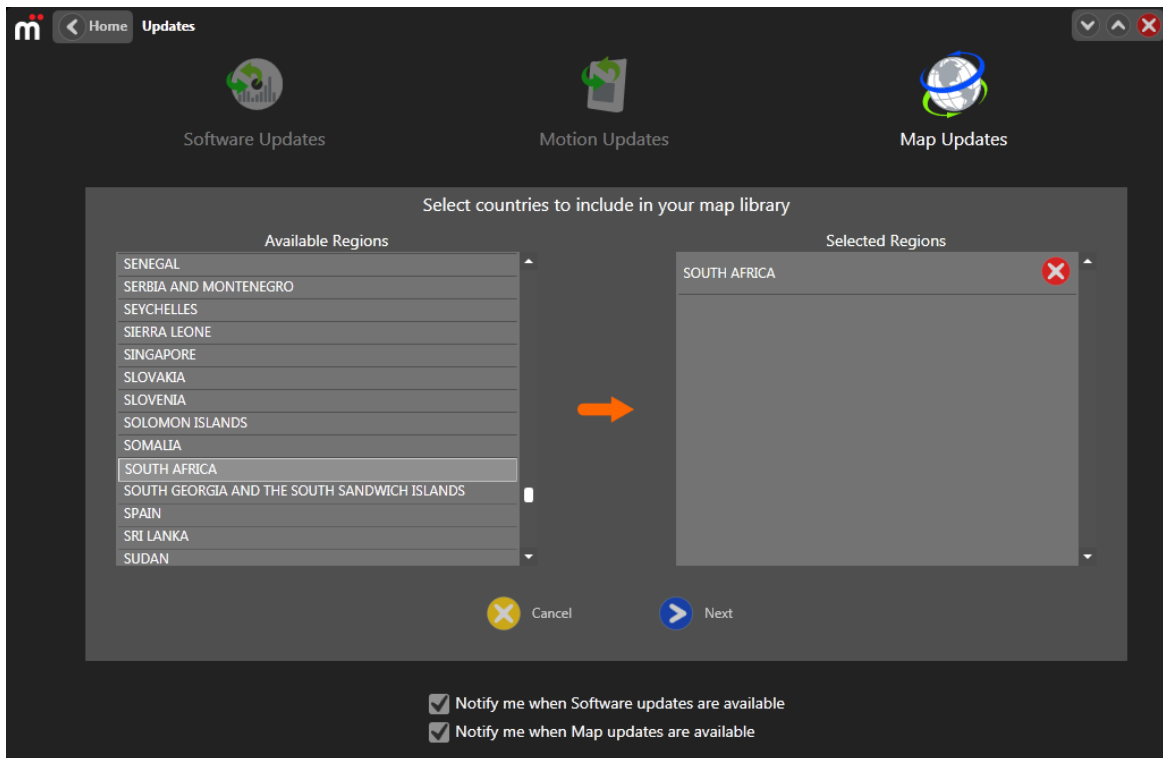 Home Updates
Software Updates
Motion Updates
Map Updates
Select countries to include in your map library
Available Regions
SENEGAL
SERBIA AND MONTENEGRO
SEYCHELLES
SIERRA LEONE
SINGAPORE
SLOVAKIA
SLOVENIA
SOLOMON ISLANDS
SOMALIA
SOUTH AFRICA
SOUTH GEORGIA AND THE SOUTH SANDWICH ISLANDS
SPAIN
SRI LANKA
SUDAN
Selected Regions
SOUTH AFRICA
Cancel
Next
Notify me when Software updates are available
Notify me when Map updates are available